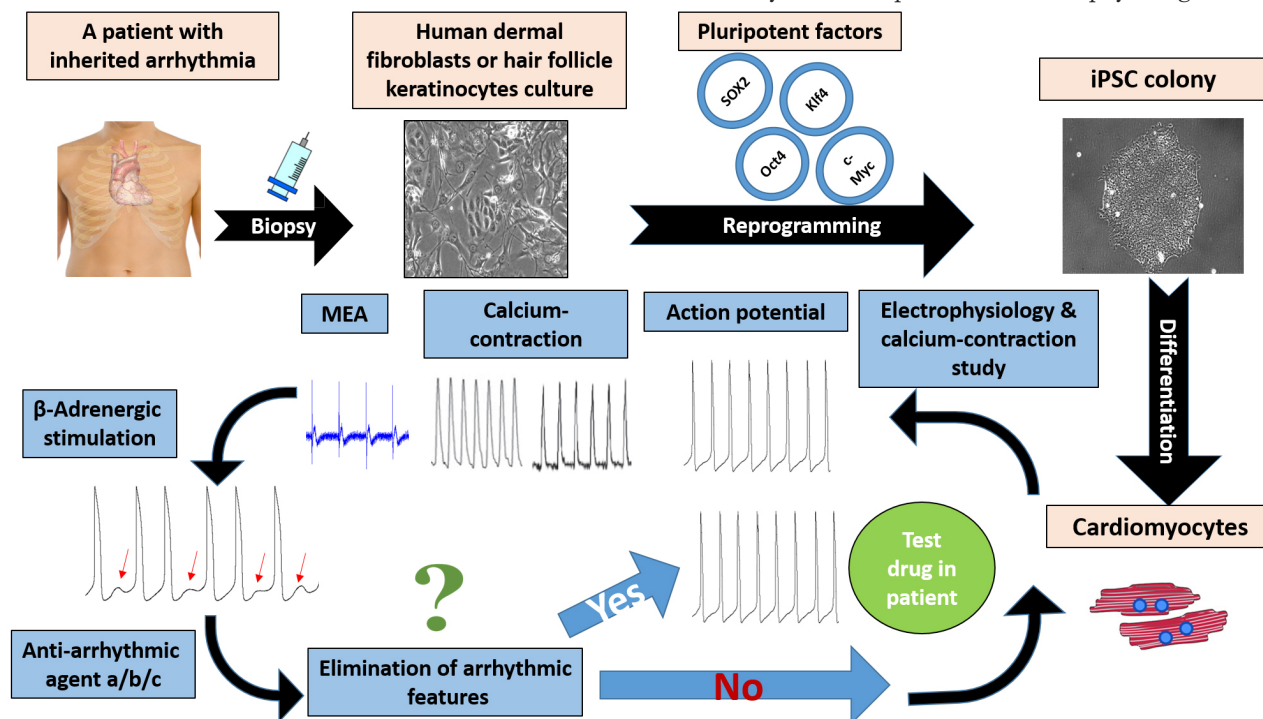 A patient with
inherited arrhythmia
Human dermal
fibroblasts or hair follicle
keratinocytes culture
Pluripotent factors
SOX2
Klf4
Oct4
c-
Myc
iPSC colony
Biopsy
Reprogramming
Differentiation
MEA
Calcium-
contraction
Action potential
Electrophysiology &
calcium-contraction
study
β-Adrenergic
stimulation
Cardiomyocytes
Test
drug in
patient
?
Yes
Anti-arrhythmic
agent a/b/c
Elimination of arrhythmic
features
No